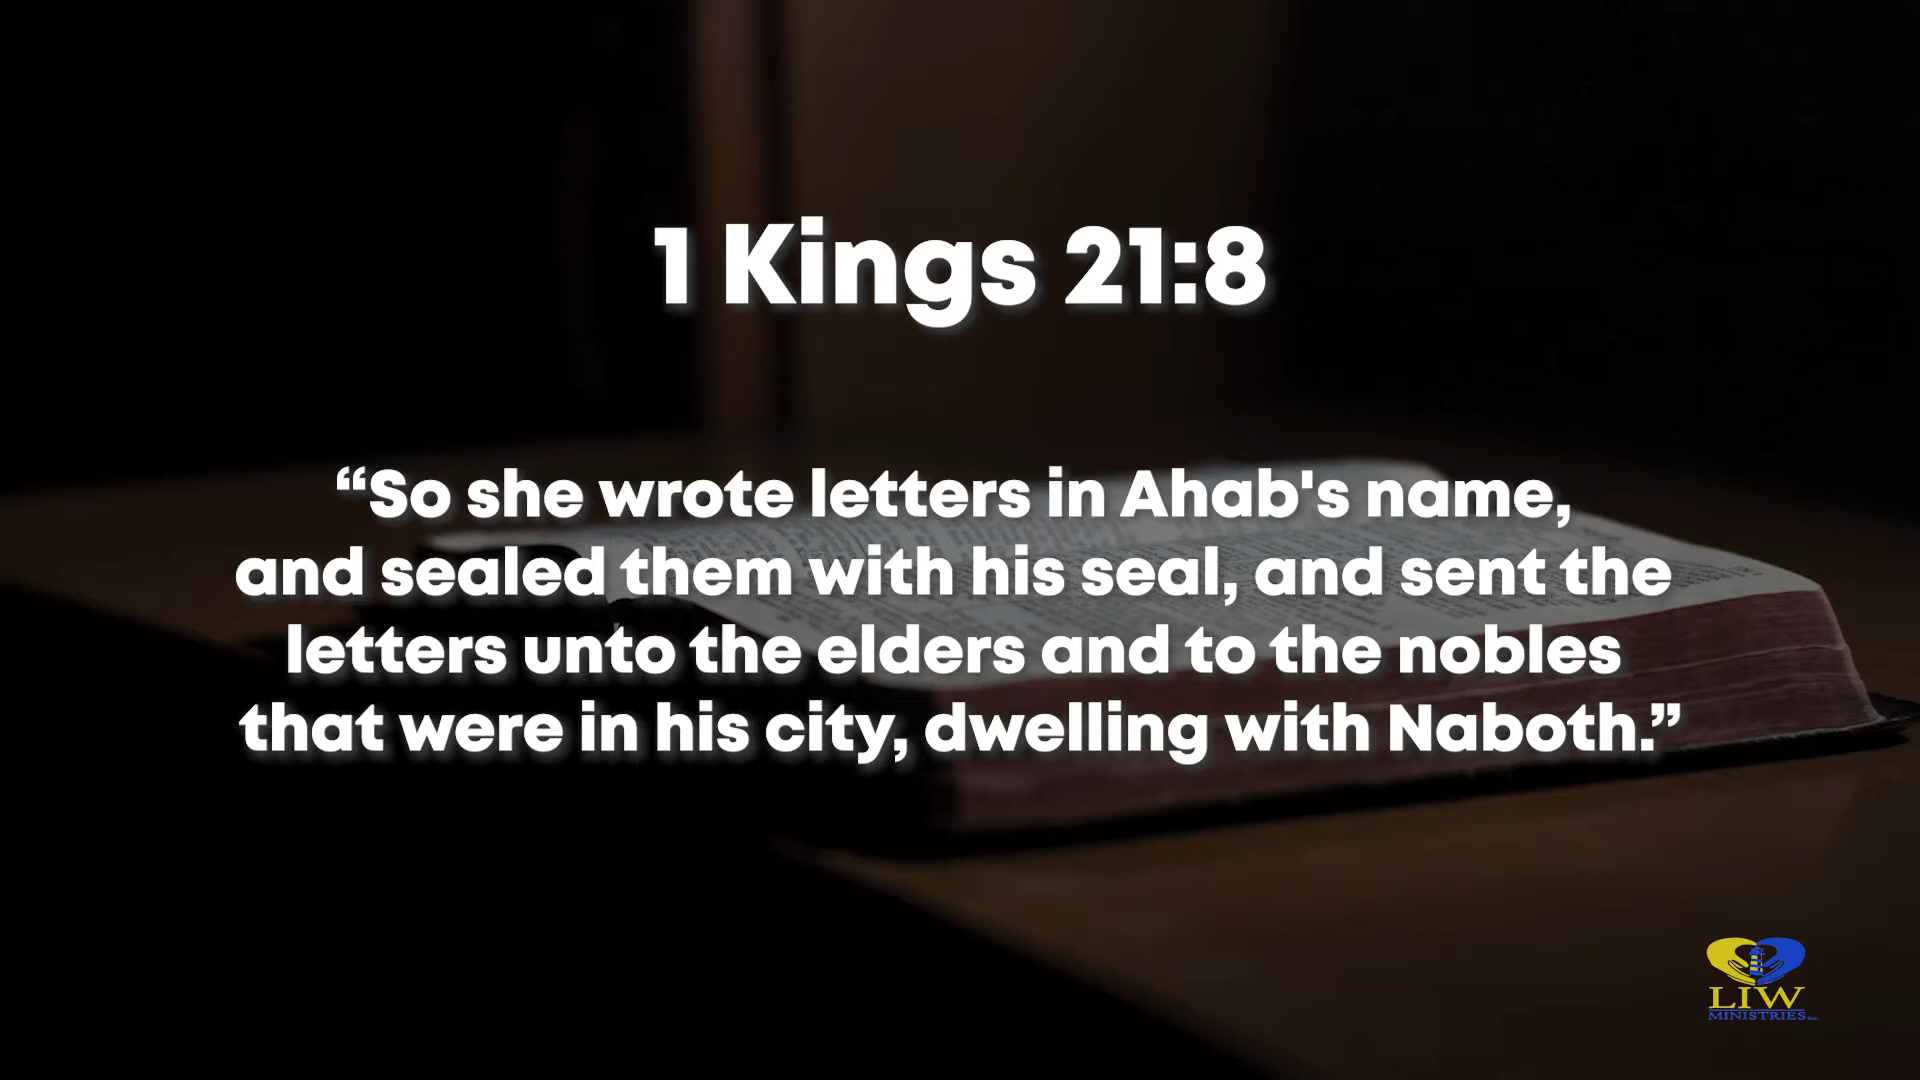 1 Kings 21:8
“So she wrote letters in Ahab's name,
and sealed them with his seal, and sent the
letters unto the elders and to the nobles
that were in his city, dwelling with Naboth.”
LIW
MINISTRIES